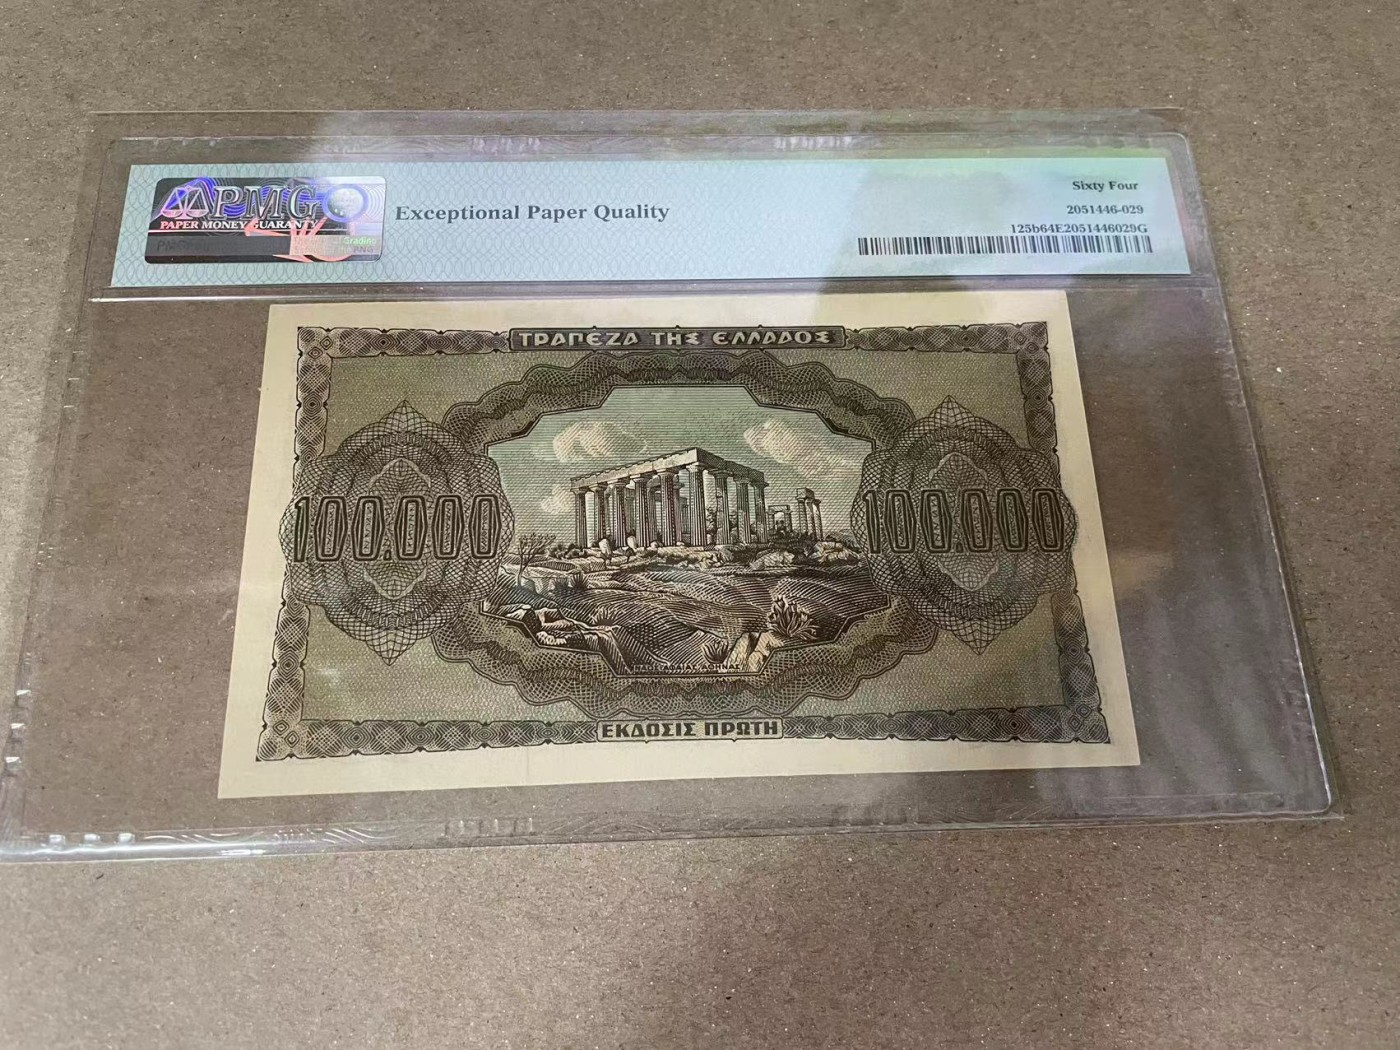 PMG
PAPER MONEY GUARANTY
Exceptional Paper Quality
Sixty Four
2051446-029
125b64E2051446029G
ΤΡΑΠΕΖΑ ΤΗΣ ΕΛΛΑΔΟΣ
100.000
100.000
ΕΚΔΟΣΙΣ ΠΡΩΤΗ